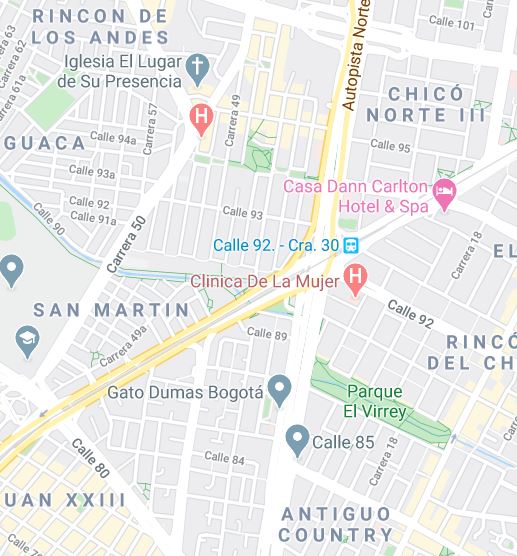 RINCON DE
LOS ANDES
Calle 101
Autopista Norte
Carrera 62
Carrera 61a
Iglesia El Lugar
de Su Presencia
Carrera 57
Carrera 49
H
CHICÓ
NORTE III
GUACA
Calle 94a
Calle 95
Calle 93a
Calle 92
Calle 91a
Calle 90
Carrera 50
Calle 93
Casa Dann Carlton
Hotel & Spa
Calle 92. - Cra. 30
Carrera 18
EL
Clinica De La Mujer
H
SAN MARTIN
Carrera 49a
Calle 89
Calle 92
RINCÓ
DEL CH
Gato Dumas Bogotá
Parque
El Virrey
Calle 85
Carrera 18
Calle 80
Calle 84
UAN XXIII
ANTIGUO
COUNTRY